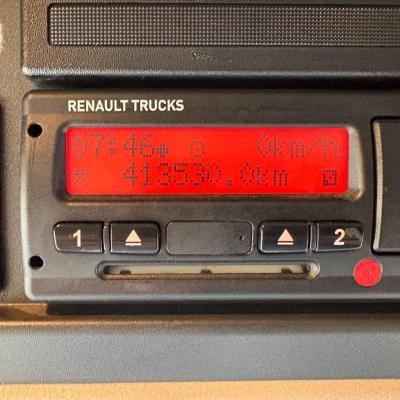 RENAULT TRUCKS
07:46 0km/h
413530.0km
1 2